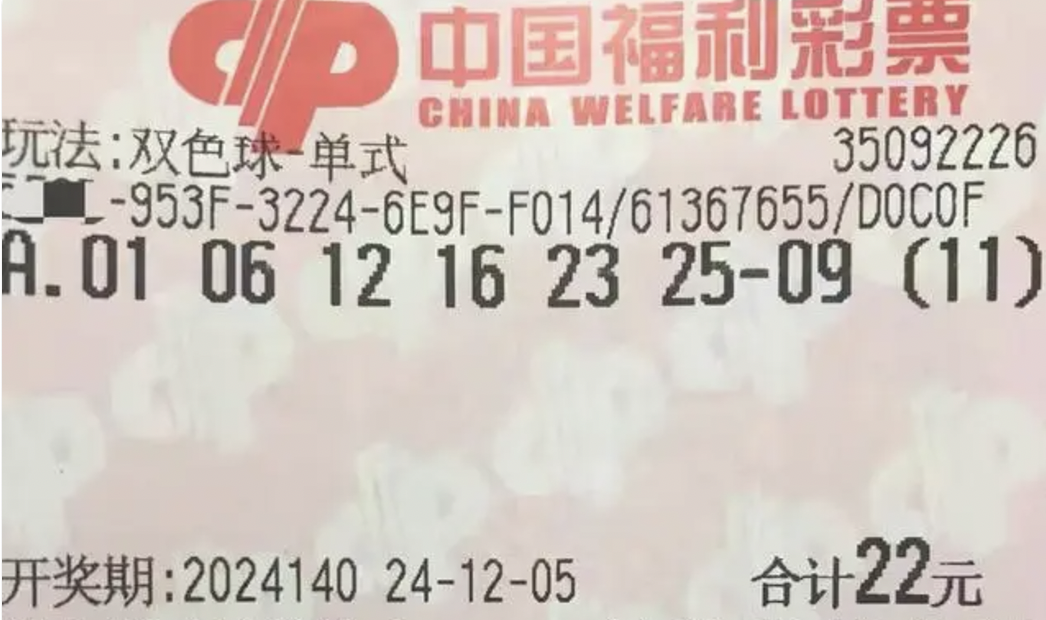 中国福利彩票
CHINA WELFARE LOTTERY
玩法:双色球-单式 35092226
-953F-3224-6E9F-F014/61367655/D0C0F
A.01 06 12 16 23 25-09 (11)
开奖期:2024140 24-12-05 合计22元